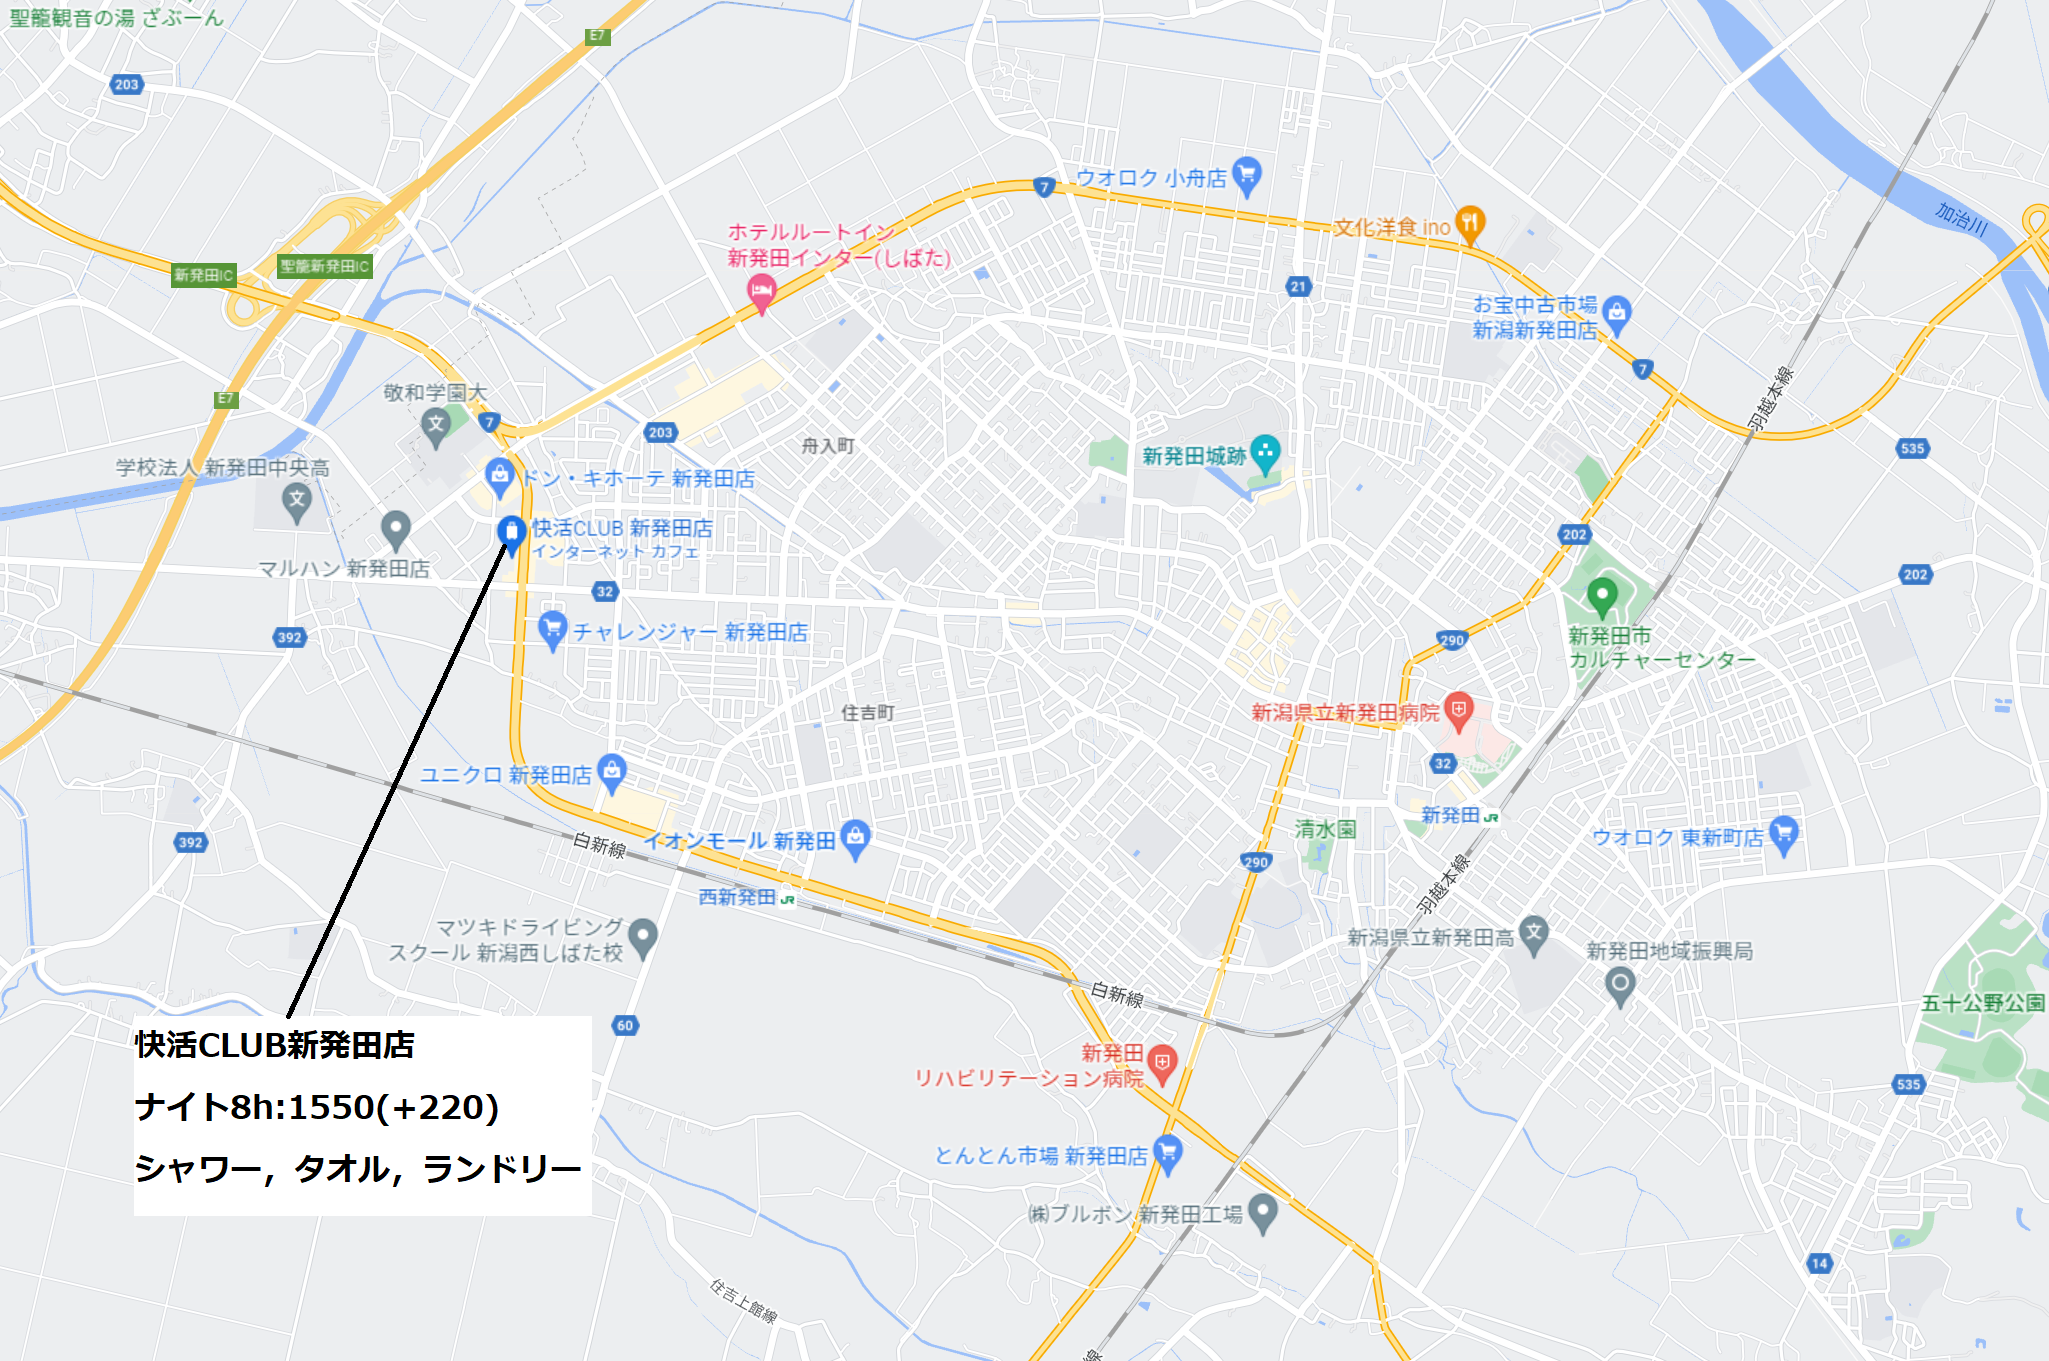 聖籠観音の湯 ざぶーん
E7
203
加治川
ウオロク 小舟店
7
文化洋食 ino
ホテルルートイン
新発田インター(しばた)
新発田IC
聖籠新発田IC
21
お宝中古市場
新潟新発田店
7
羽越本線
E7
敬和学園大
7
203
舟入町
新発田城跡
535
学校法人 新発田中央高
ドン・キホーテ 新発田店
快活CLUB 新発田店
インターネット カフェ
202
マルハン 新発田店
202
32
392
チャレンジャー 新発田店
新発田市
カルチャーセンター
290
住吉町
新潟県立新発田病院
32
ユニクロ 新発田店
新発田 JR
清水園
392
白新線
イオンモール 新発田
ウオロク 東新町店
290
西新発田 JR
羽越本線
マツキドライビング
スクール 新潟西しばた校
新潟県立新発田高
新発田地域振興局
白新線
五十公野公園
60
快活CLUB新発田店
ナイト8h:1550(+220)
シャワー，タオル，ランドリー
新発田
リハビリテーション病院
535
とんとん市場 新発田店
㈱ブルボン 新発田工場
14
住吉上館線
線